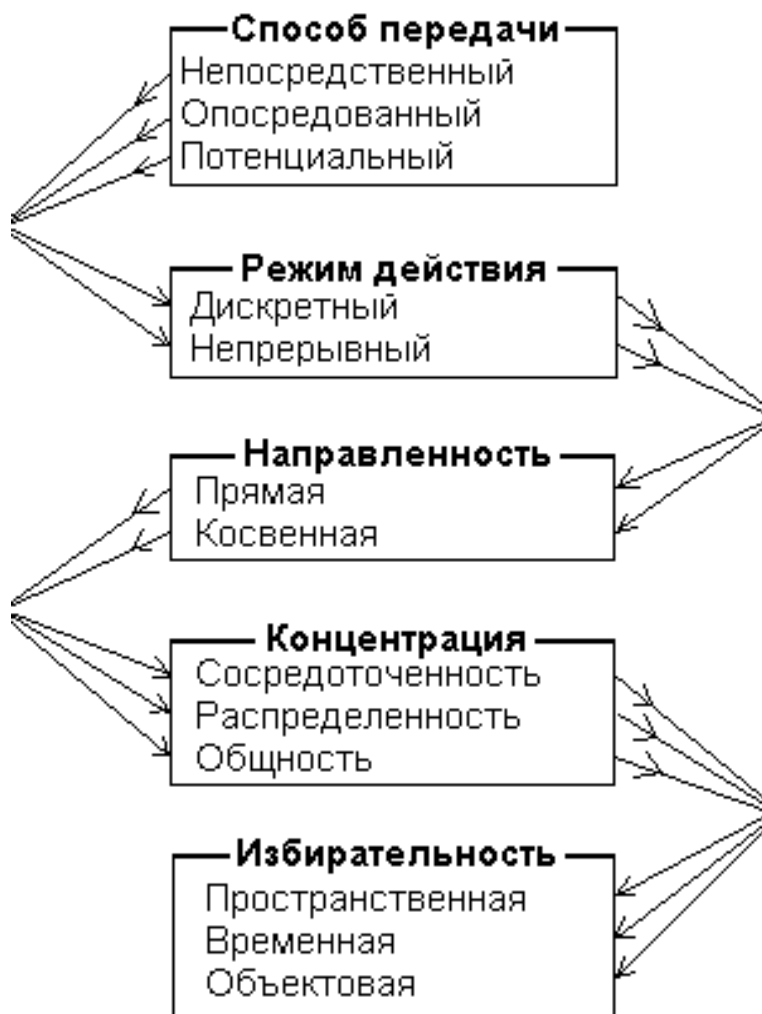 Способ передачи
Непосредственный
Опосредованный
Потенциальный
Режим действия
Дискретный
Непрерывный
Направленность
Прямая
Косвенная
Концентрация
Сосредоточенность
Распределенность
Общность
Избирательность
Пространственная
Временная
Объектовая